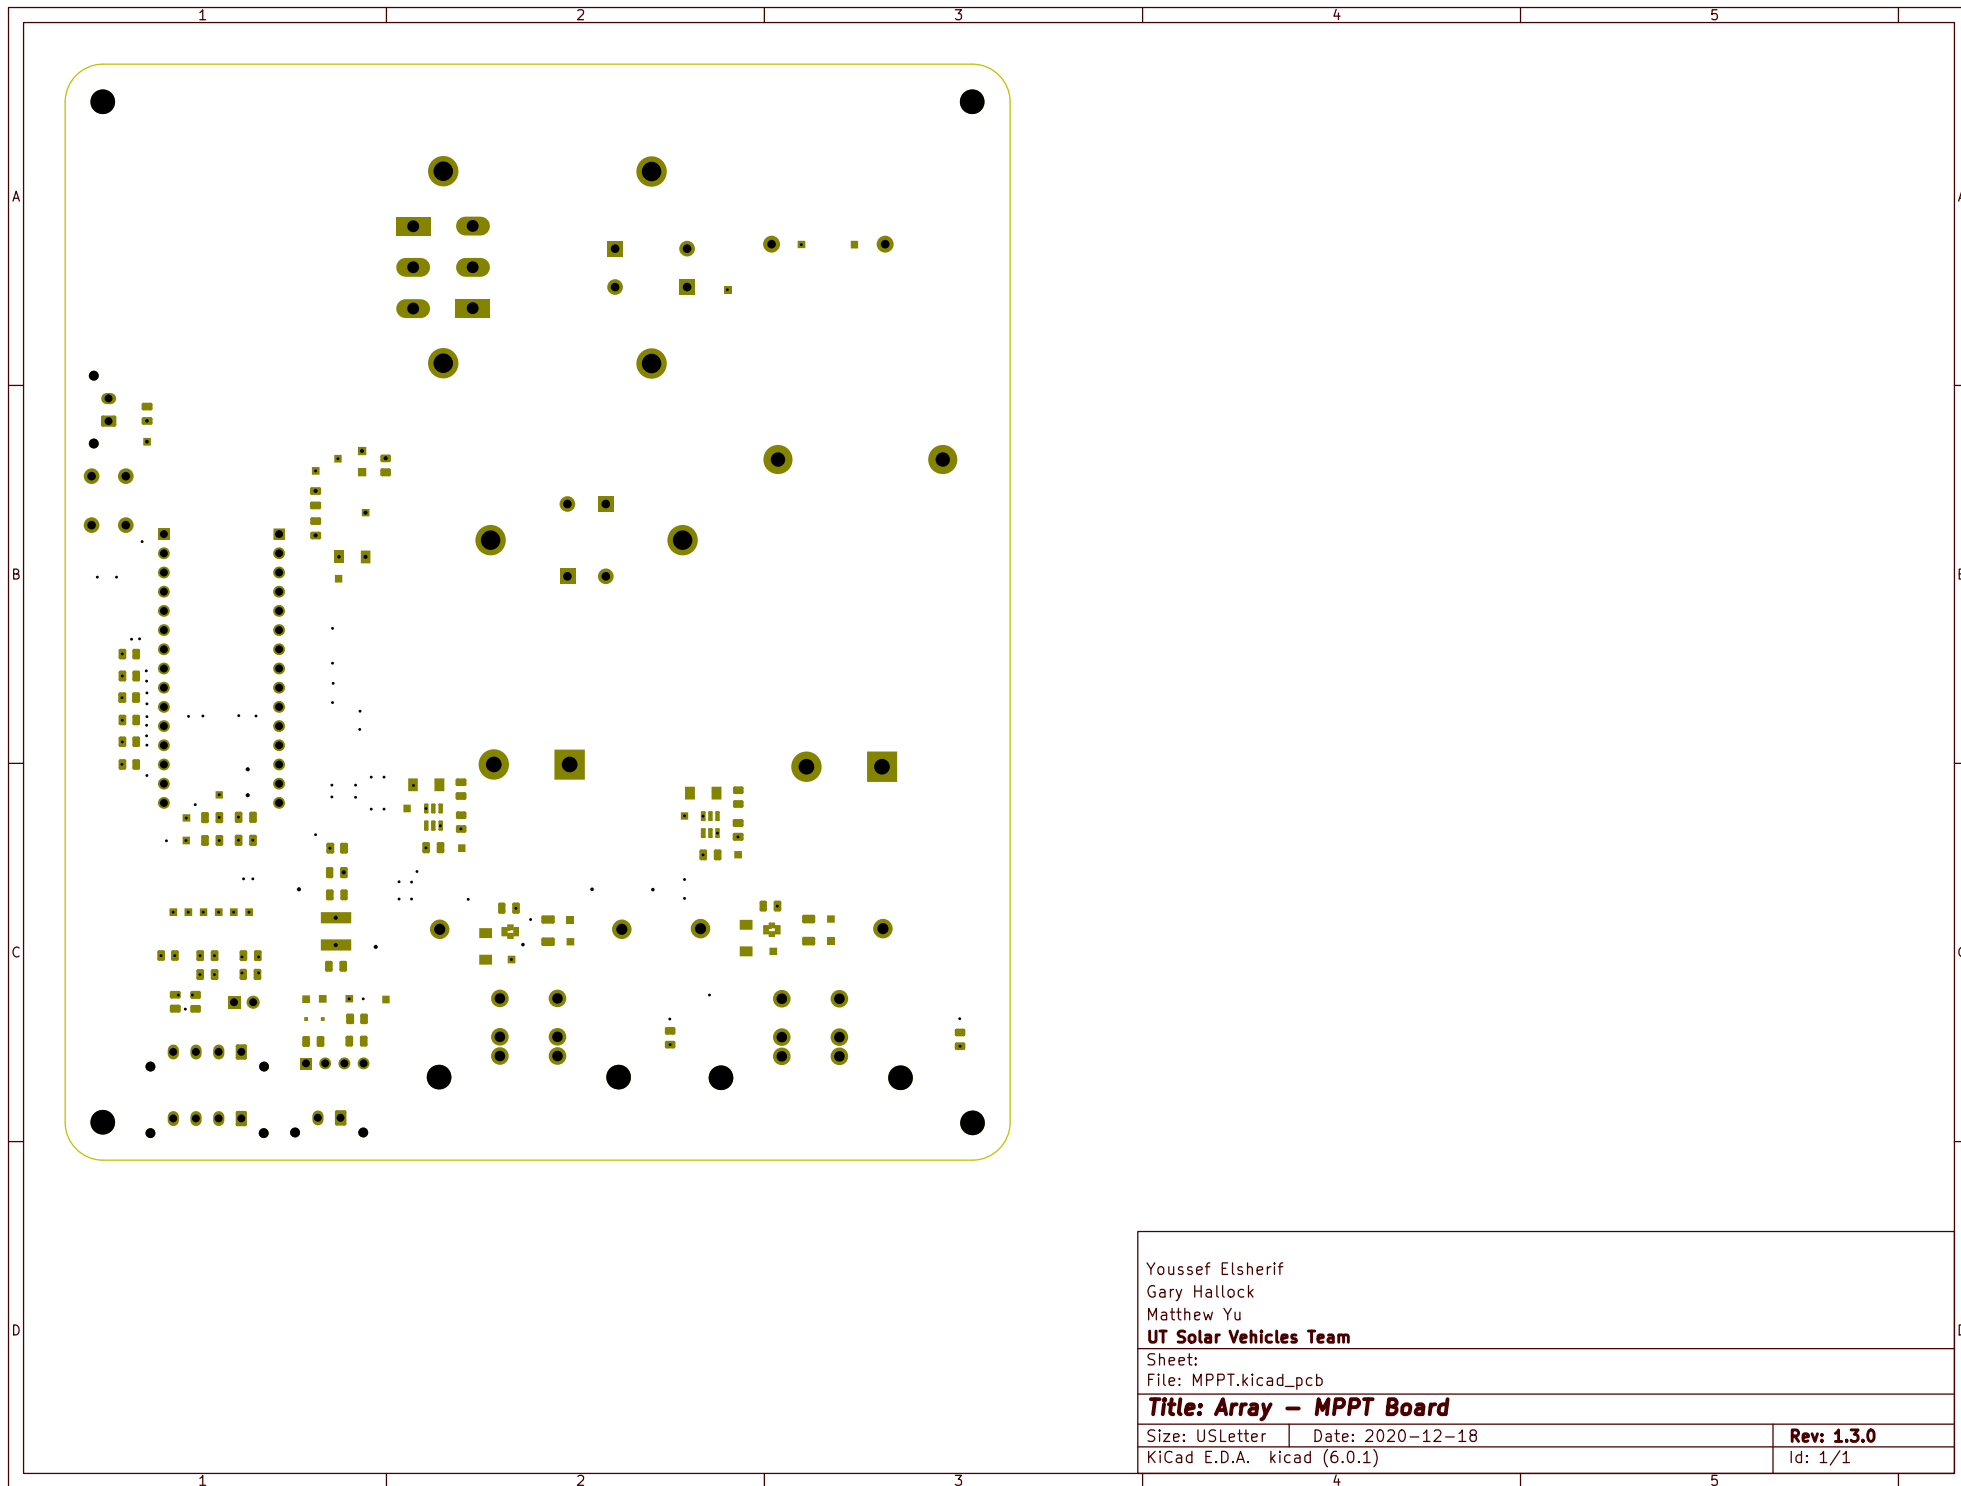 1 2 3 4 5
A A
B B
C C
D D
Youssef Elsherif
Gary Hallock
Matthew Yu
UT Solar Vehicles Team
Sheet:
File: MPPT.kicad_pcb
Title: Array - MPPT Board
Size: USLetter Date: 2020-12-18 Rev: 1.3.0
KiCad E.D.A. kicad (6.0.1) Id: 1/1
1 2 3 4 5